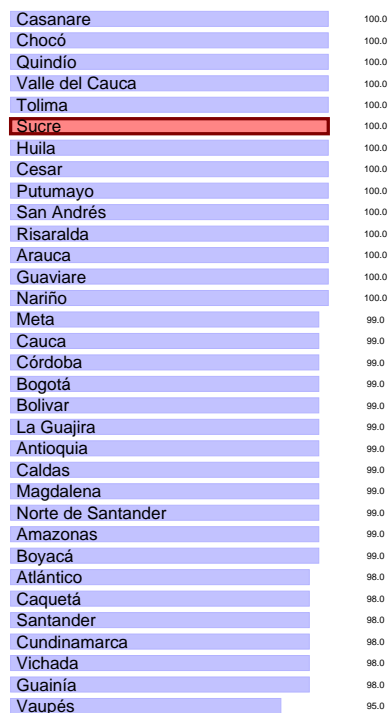 Casanare 100.0
Chocó 100.0
Quindío 100.0
Valle del Cauca 100.0
Tolima 100.0
Sucre 100.0
Huila 100.0
Cesar 100.0
Putumayo 100.0
San Andrés 100.0
Risaralda 100.0
Arauca 100.0
Guaviare 100.0
Nariño 100.0
Meta 99.0
Cauca 99.0
Córdoba 99.0
Bogotá 99.0
Bolivar 99.0
La Guajira 99.0
Antioquia 99.0
Caldas 99.0
Magdalena 99.0
Norte de Santander 99.0
Amazonas 99.0
Boyacá 99.0
Atlántico 98.0
Caquetá 98.0
Santander 98.0
Cundinamarca 98.0
Vichada 98.0
Guainía 98.0
Vaupés 95.0